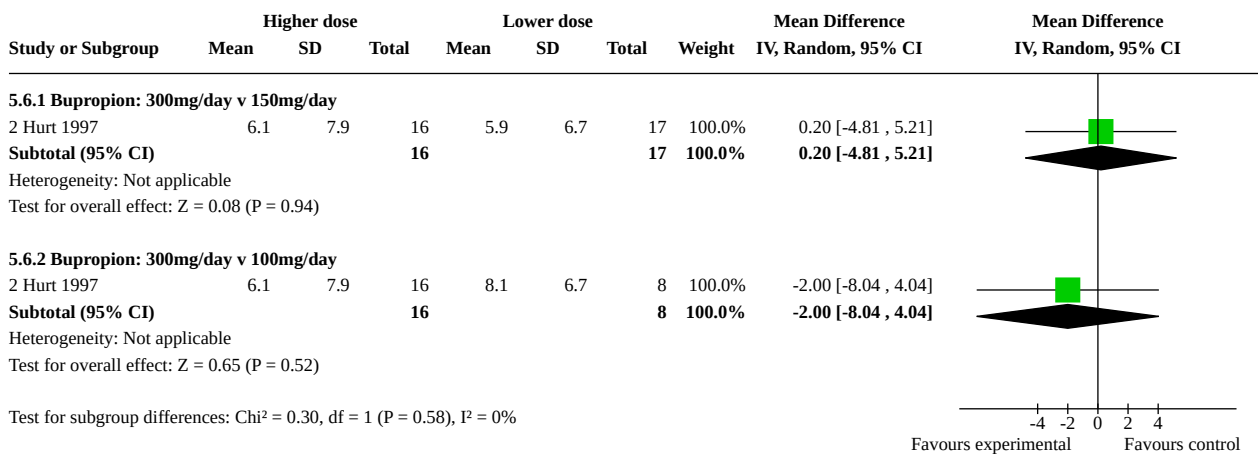 Higher dose Lower dose Mean Difference Mean Difference
Study or Subgroup Mean SD Total Mean SD Total Weight IV, Random, 95% CI IV, Random, 95% CI
5.6.1 Bupropion: 300mg/day v 150mg/day
2 Hurt 1997 6.1 7.9 16 5.9 6.7 17 100.0% 0.20 [-4.81 , 5.21]
Subtotal (95% CI) 16 17 100.0% 0.20 [-4.81 , 5.21]
Heterogeneity: Not applicable
Test for overall effect: Z = 0.08 (P = 0.94)
5.6.2 Bupropion: 300mg/day v 100mg/day
2 Hurt 1997 6.1 7.9 16 8.1 6.7 8 100.0% -2.00 [-8.04 , 4.04]
Subtotal (95% CI) 16 8 100.0% -2.00 [-8.04 , 4.04]
Heterogeneity: Not applicable
Test for overall effect: Z = 0.65 (P = 0.52)
Test for subgroup differences: Chi² = 0.30, df = 1 (P = 0.58), I² = 0%
-4 -2 0 2 4
Favours experimental Favours control